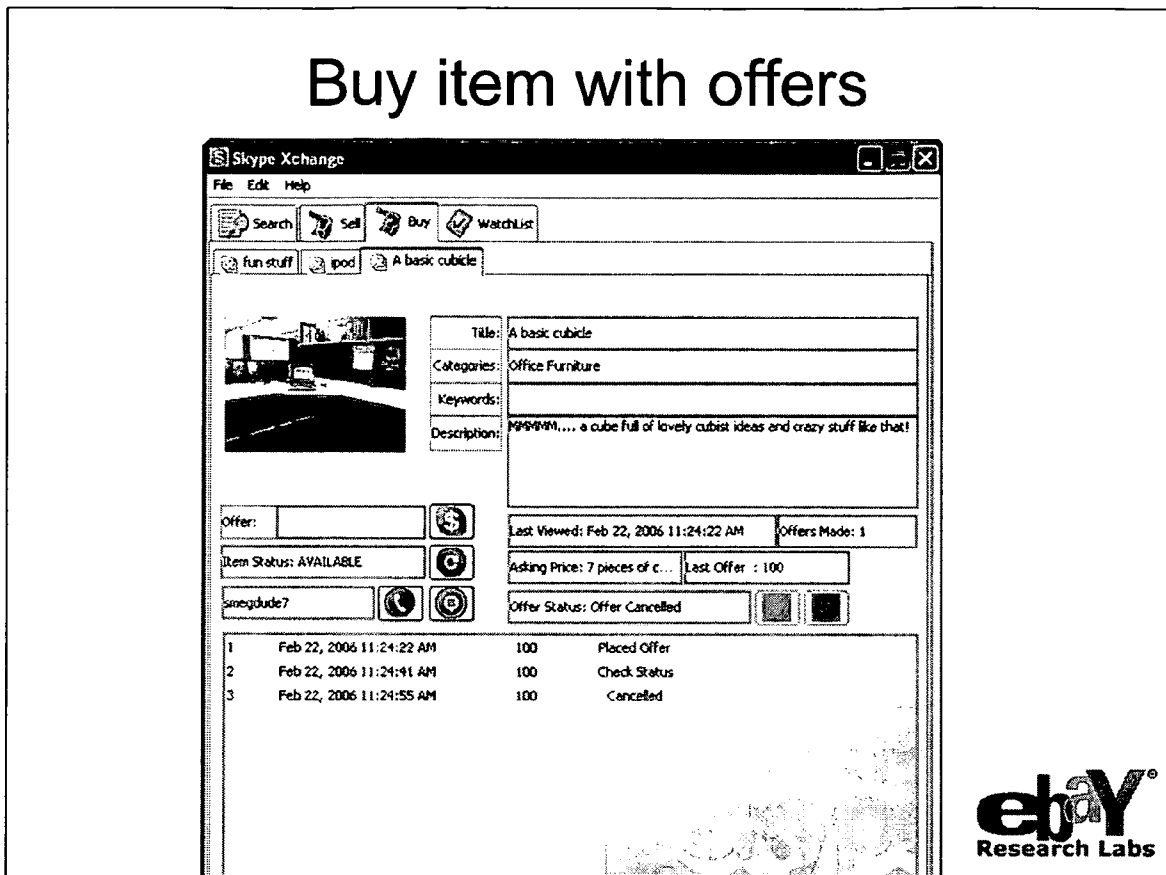 Buy item with offers
Skype Xchange
File Edit Help
Search Sell Buy WatchList
fun stuff ipod A basic cubicle
Title: A basic cubicle
Categories: Office Furniture
Keywords:
Description: MMMMM.... a cube full of lovely cubist ideas and crazy stuff like that!
Offer:
Last Viewed: Feb 22, 2006 11:24:22 AM Offers Made: 1
Item Status: AVAILABLE
Asking Price: 7 pieces of c... Last Offer : 100
smegdude7
Offer Status: Offer Cancelled
1 Feb 22, 2006 11:24:22 AM 100 Placed Offer
2 Feb 22, 2006 11:24:41 AM 100 Check Status
3 Feb 22, 2006 11:24:55 AM 100 Cancelled
ebaY
Research Labs